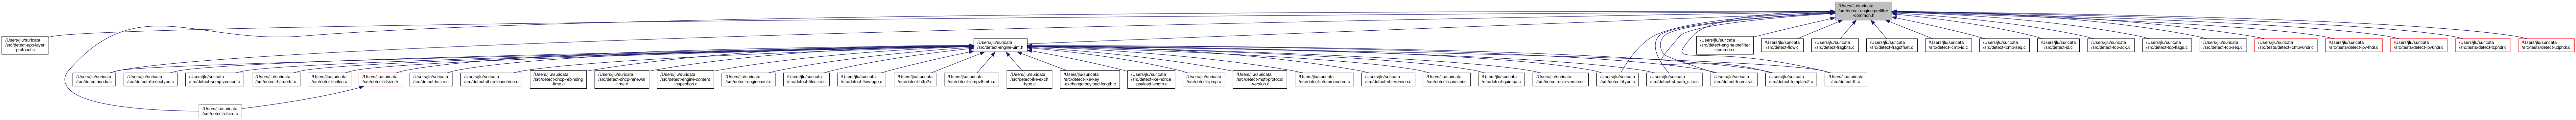 /Users/jlu/suricata
/src/detect-engine-prefilter
-common.h
/Users/jlu/suricata
/src/detect-app-layer
-protocol.c
/Users/jlu/suricata
/src/detect-engine-uint.h
/Users/jlu/suricata
/src/detect-engine-prefilter
-common.c
/Users/jlu/suricata
/src/detect-flow.c
/Users/jlu/suricata
/src/detect-fragbits.c
/Users/jlu/suricata
/src/detect-fragoffset.c
/Users/jlu/suricata
/src/detect-icmp-id.c
/Users/jlu/suricata
/src/detect-icmp-seq.c
/Users/jlu/suricata
/src/detect-id.c
/Users/jlu/suricata
/src/detect-tcp-ack.c
/Users/jlu/suricata
/src/detect-tcp-flags.c
/Users/jlu/suricata
/src/detect-tcp-seq.c
/Users/jlu/suricata
/src/tests/detect-icmpv6hdr.c
/Users/jlu/suricata
/src/tests/detect-ipv4hdr.c
/Users/jlu/suricata
/src/tests/detect-ipv6hdr.c
/Users/jlu/suricata
/src/tests/detect-tcphdr.c
/Users/jlu/suricata
/src/tests/detect-udphdr.c
/Users/jlu/suricata
/src/detect-icode.c
/Users/jlu/suricata
/src/detect-rfb-sectype.c
/Users/jlu/suricata
/src/detect-snmp-version.c
/Users/jlu/suricata
/src/detect-tls-certs.c
/Users/jlu/suricata
/src/detect-urilen.c
/Users/jlu/suricata
/src/detect-dsize.h
/Users/jlu/suricata
/src/detect-bsize.c
/Users/jlu/suricata
/src/detect-dhcp-leasetime.c
/Users/jlu/suricata
/src/detect-dhcp-rebinding
-time.c
/Users/jlu/suricata
/src/detect-dhcp-renewal
-time.c
/Users/jlu/suricata
/src/detect-engine-content
-inspection.c
/Users/jlu/suricata
/src/detect-engine-uint.c
/Users/jlu/suricata
/src/detect-filesize.c
/Users/jlu/suricata
/src/detect-flow-age.c
/Users/jlu/suricata
/src/detect-http2.c
/Users/jlu/suricata
/src/detect-icmpv6-mtu.c
/Users/jlu/suricata
/src/detect-ike-exch
-type.c
/Users/jlu/suricata
/src/detect-ike-key
-exchange-payload-length.c
/Users/jlu/suricata
/src/detect-ike-nonce
-payload-length.c
/Users/jlu/suricata
/src/detect-iprep.c
/Users/jlu/suricata
/src/detect-mqtt-protocol
-version.c
/Users/jlu/suricata
/src/detect-nfs-procedure.c
/Users/jlu/suricata
/src/detect-nfs-version.c
/Users/jlu/suricata
/src/detect-quic-sni.c
/Users/jlu/suricata
/src/detect-quic-ua.c
/Users/jlu/suricata
/src/detect-quic-version.c
/Users/jlu/suricata
/src/detect-itype.c
/Users/jlu/suricata
/src/detect-stream_size.c
/Users/jlu/suricata
/src/detect-tcpmss.c
/Users/jlu/suricata
/src/detect-template2.c
/Users/jlu/suricata
/src/detect-ttl.c
/Users/jlu/suricata
/src/detect-dsize.c